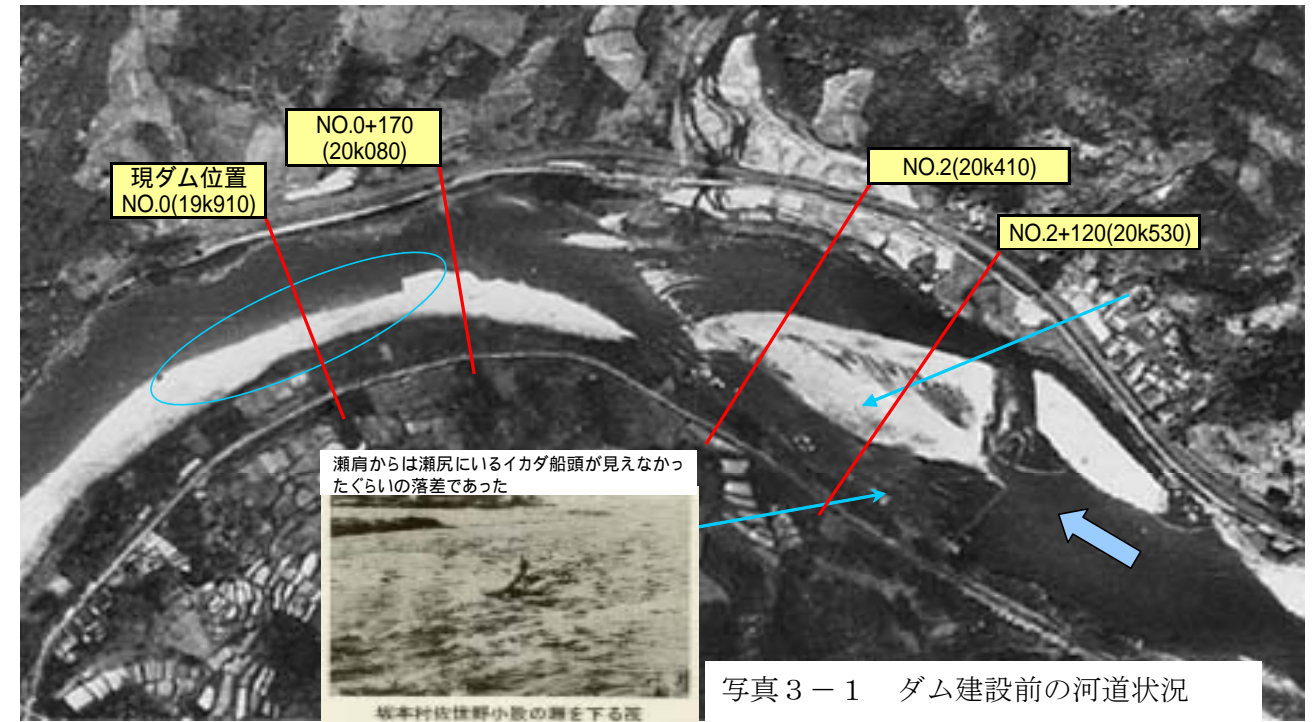 NO.0+170
(20k080)
現ダム位置
NO.0(19k910)
NO.2(20k410)
NO.2+120(20k530)
瀬肩からは瀬尻にいるイカダ船頭が見えなかっ
たぐらいの落差であった
坂本村佐世野小股の瀬を下る筏
写真3-1 ダム建設前の河道状況